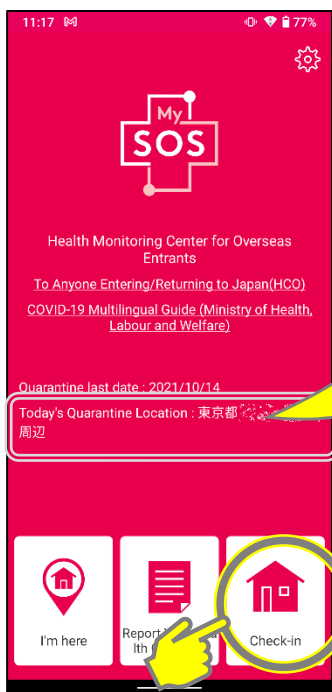 11:17 77%
My
SOS
Health Monitoring Center for Overseas
Entrants
To Anyone Entering/Returning to Japan(HCO)
COVID-19 Multilingual Guide (Ministry of Health,
Labour and Welfare)
Quarantine last date : 2021/10/14
Today's Quarantine Location : 東京都
周辺
I'm here
Report
lth
Check-in